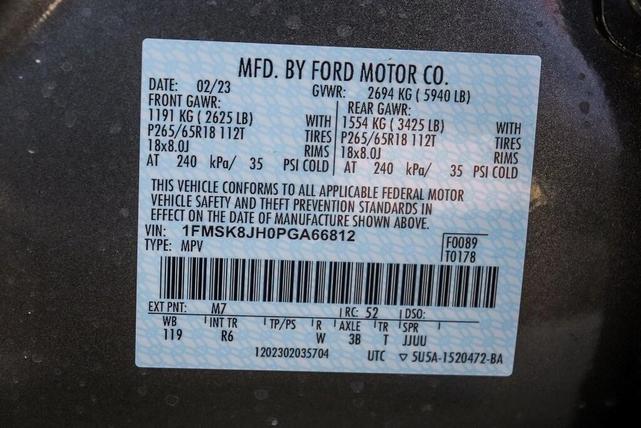 MFD. BY FORD MOTOR CO.
DATE: 02/23 GVWR: 2694 KG ( 5940 LB)
FRONT GAWR: REAR GAWR:
1191 KG ( 2625 LB) WITH 1554 KG ( 3425 LB) WITH
P265/65R18 112T TIRES P265/65R18 112T TIRES
18x8.0J RIMS 18x8.0J RIMS
AT 240 kPa/ 35 PSI COLD AT 240 kPa/ 35 PSI COLD
THIS VEHICLE CONFORMS TO ALL APPLICABLE FEDERAL MOTOR
VEHICLE SAFETY AND THEFT PREVENTION STANDARDS IN
EFFECT ON THE DATE OF MANUFACTURE SHOWN ABOVE.
VIN: 1FMSK8JH0PGA66812 F0089
TYPE: MPV T0178
EXT PNT: M7 RC: 52 DSO:
WB INT TR TP/PS R AXLE TR SPR
119 R6 W 3B T JJUU
1202302035704 UTC ▽ 5U5A-1520472-BA